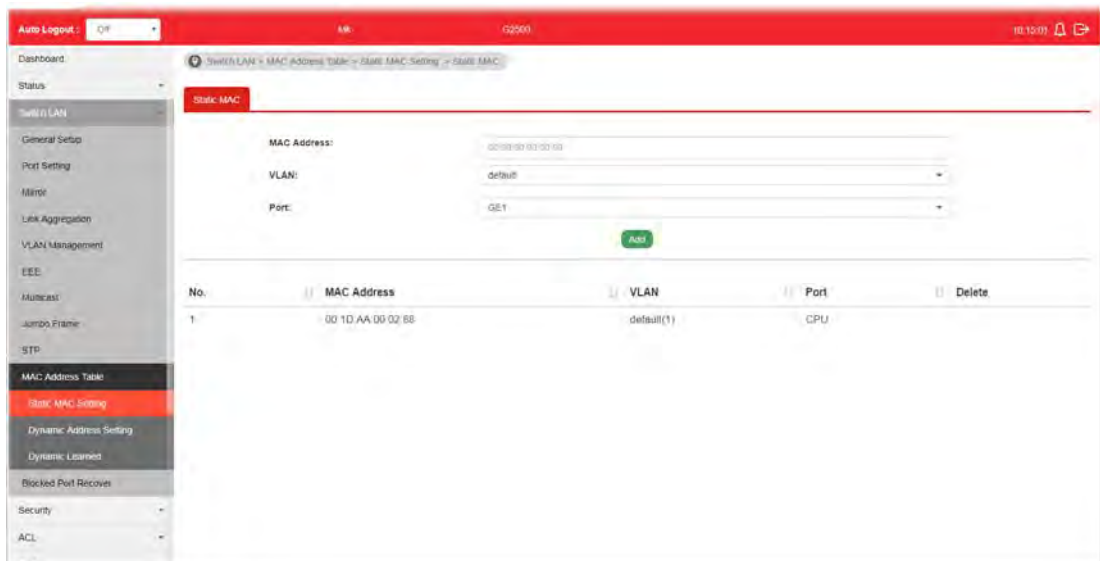 Auto Logout : Off
G2500
10:15:01
Dashboard
Status
Switch LAN
General Setup
Port Setting
Mirror
Link Aggregation
VLAN Management
EEE
Multicast
Jumbo Frame
STP
MAC Address Table
Static MAC Setting
Dynamic Address Setting
Dynamic Learned
Blocked Port Recover
Security
ACL
Switch LAN > MAC Address Table > Static MAC Setting > Static MAC
Static MAC
MAC Address: 00:00:00:00:00:00
VLAN: default
Port: GE1
Add
No. MAC Address VLAN Port Delete
1 00:1D:AA:00:02:88 default(1) CPU